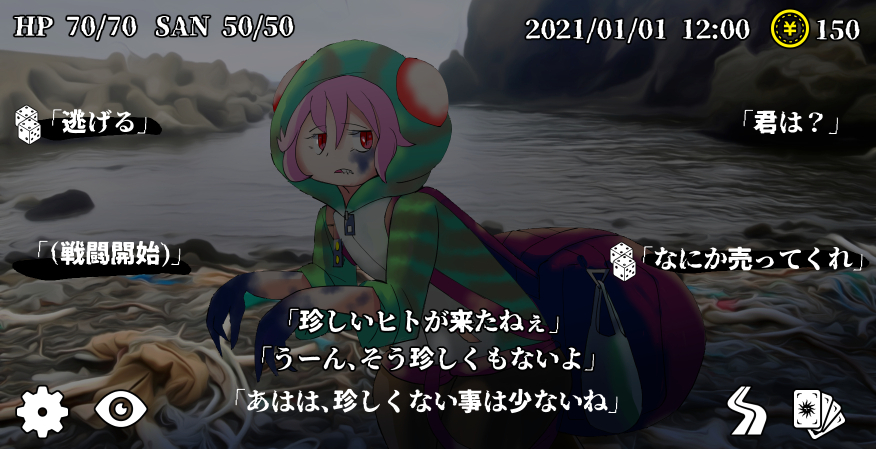 HP 70/70 SAN 50/50
2021/01/01 12:00 ¥ 150
「逃げる」
「君は？」
「(戦闘開始)」
「なにか売ってくれ」
「珍しいヒトが来たねぇ」
「うーん、そう珍しくもないよ」
「あはは、珍しくない事は少ないね」